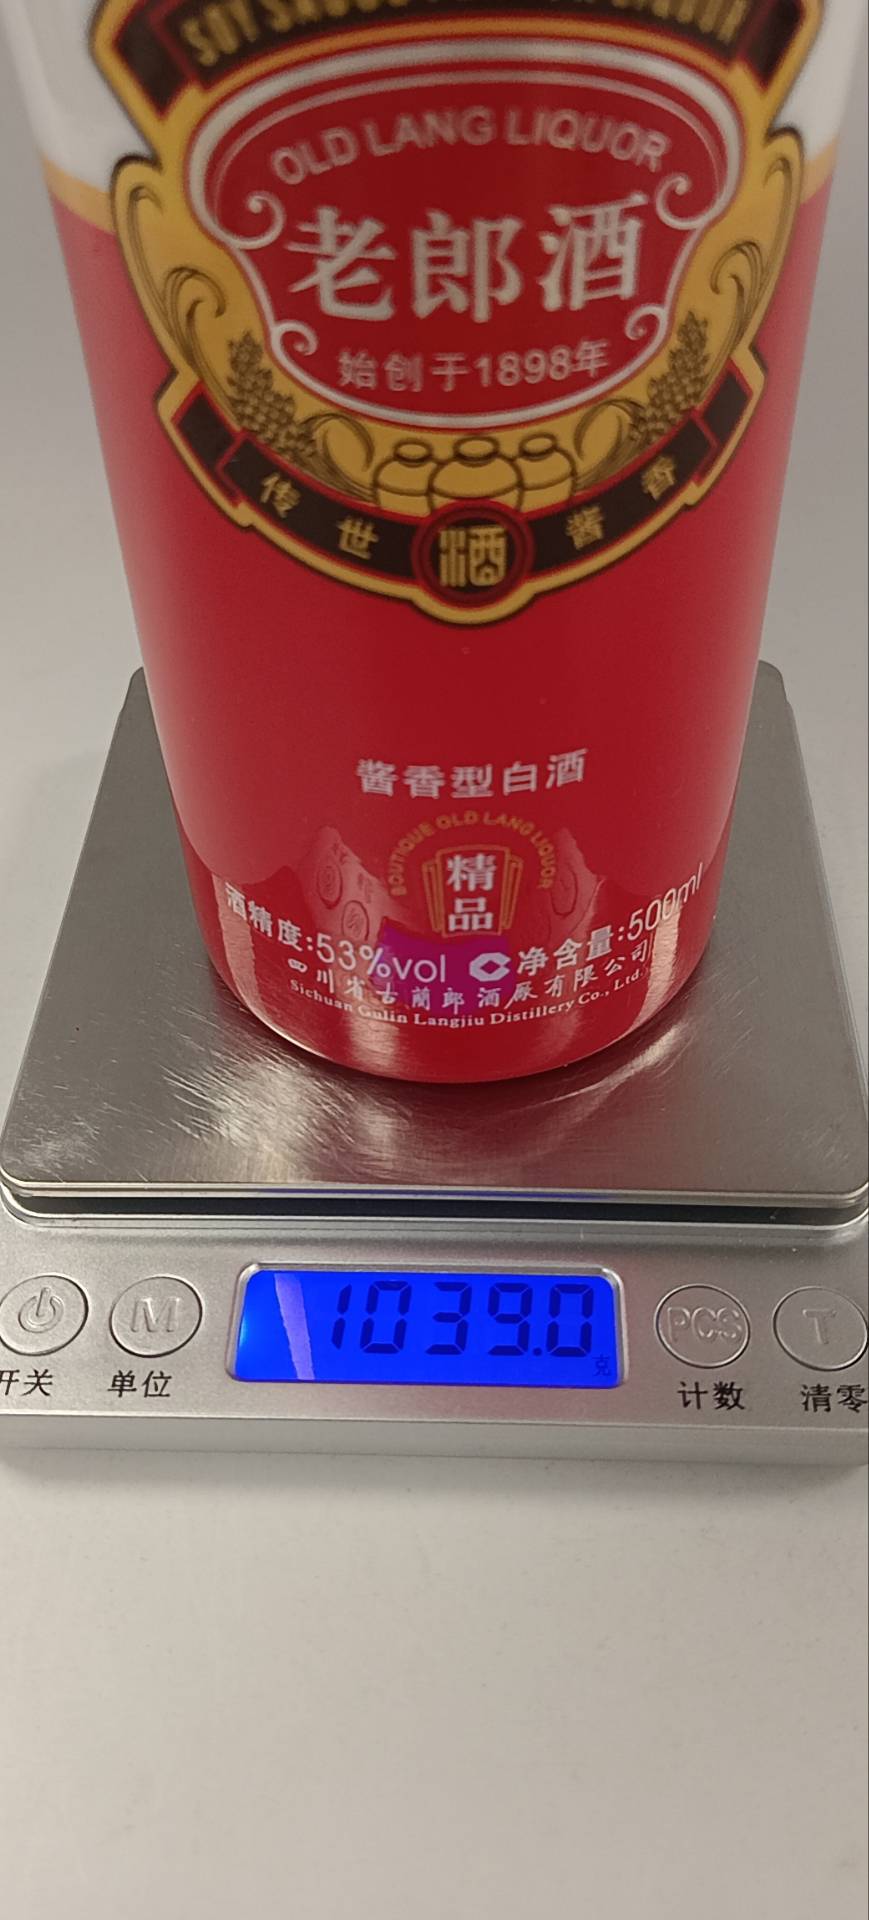 OLD LANG LIQUOR
老郎酒
始创于1898年
传世酒酱香
酱香型白酒
BOUTIQUE OLD LANG LIQUOR
精
品
酒精度:53%vol C净含量:500ml
四川省古蔺郎酒厰有限公司
Sichuan Gulin Langjiu Distillery Co., Ltd.
1039.0
克
M PCS T
开关 单位 计数 清零